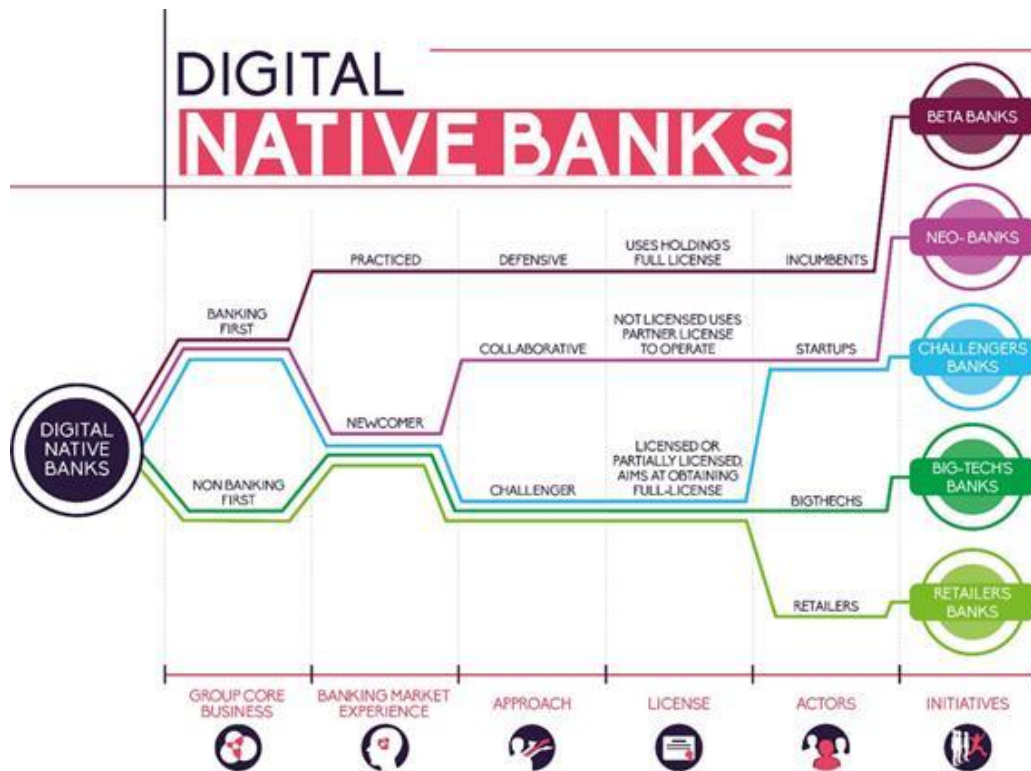 DIGITAL
NATIVE BANKS
BETA BANKS
NEO- BANKS
CHALLENGERS
BANKS
BIG-TECH'S
BANKS
RETAILERS
BANKS
DIGITAL
NATIVE
BANKS
BANKING
FIRST
NON BANKING
FIRST
PRACTICED
NEWCOMER
DEFENSIVE
COLLABORATIVE
CHALLENGER
USES HOLDING'S
FULL LICENSE
NOT LICENSED USES
PARTNER LICENSE
TO OPERATE
LICENSED OR
PARTIALLY LICENSED.
AIMS AT OBTAINING
FULL-LICENSE
INCUMBENTS
STARTUPS
BIGTHECHS
RETAILERS
GROUP CORE
BUSINESS
BANKING MARKET
EXPERIENCE
APPROACH
LICENSE
ACTORS
INITIATIVES